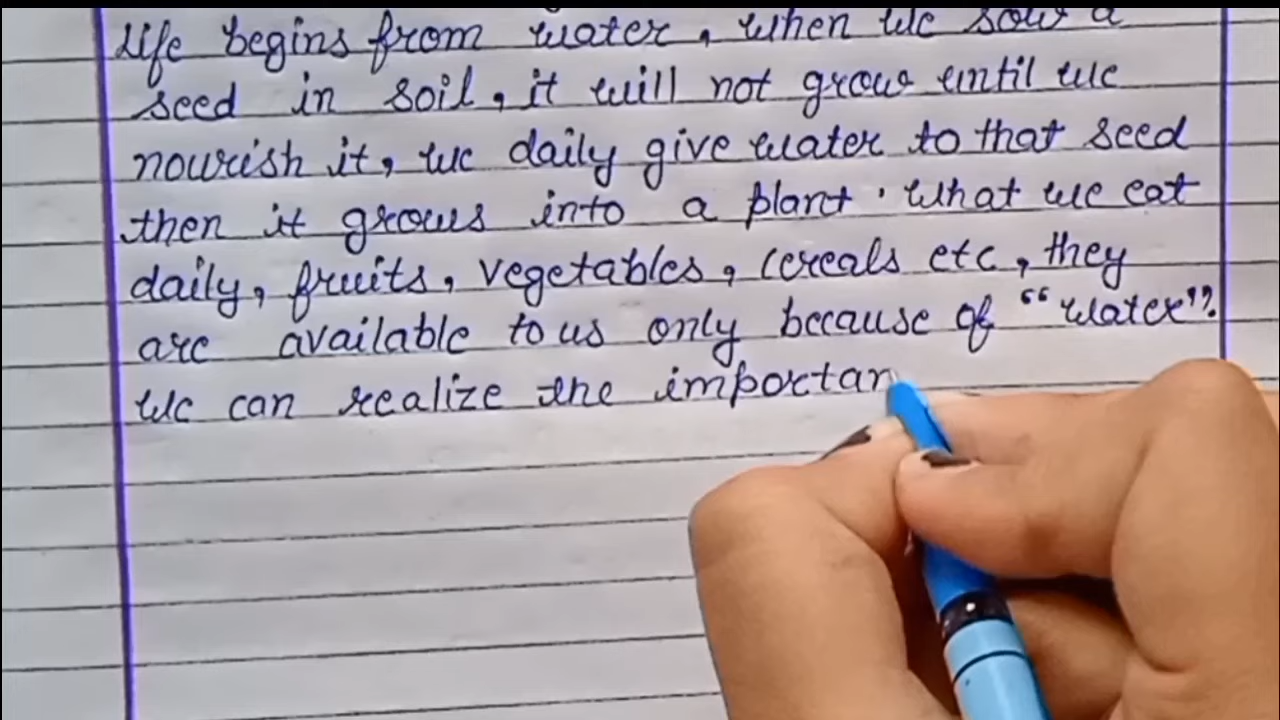 Life begins from water, when we sow a
seed in soil, it will not grow until we
nourish it, we daily give water to that seed
then it grows into a plant. What we eat
daily, fruits, vegetables, cereals etc, they
are available to us only because of “water”.
We can realize the importan